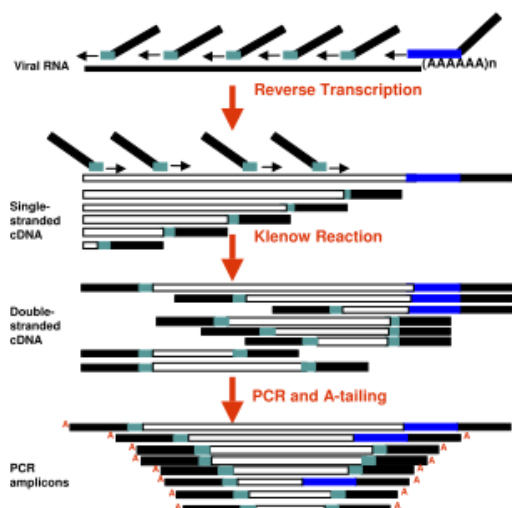 Viral RNA
(AAAAAA)n
Reverse Transcription
Single-
stranded
cDNA
Klenow Reaction
Double-
stranded
cDNA
PCR and A-tailing
A
A
A
A
A
A
A
A
A
A
A
A
A
A
PCR
amplicons